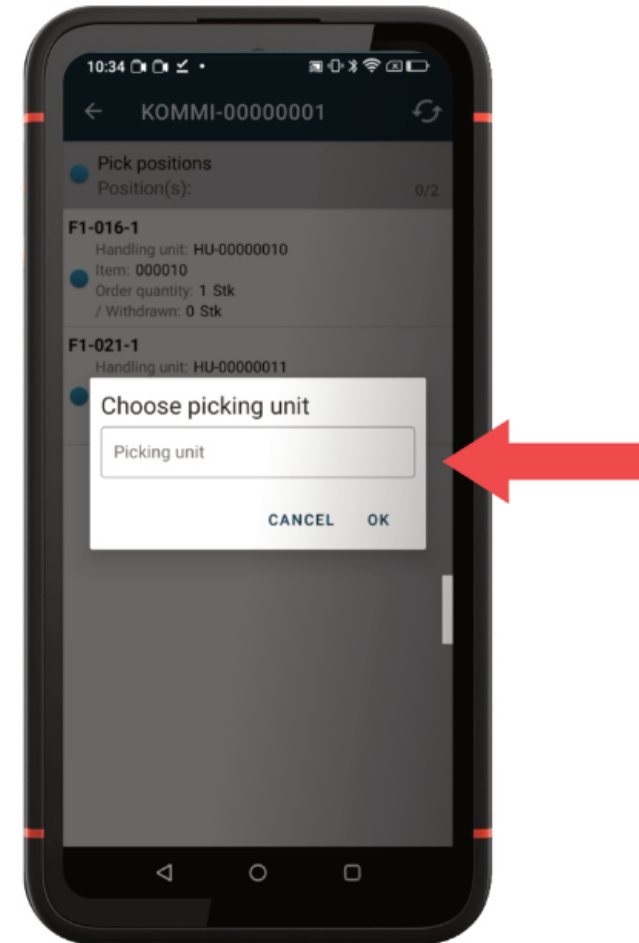 10:34
KOMMI-00000001
Pick positions
Position(s): 0/2
F1-016-1
Handling unit: HU-00000010
Item: 000010
Order quantity: 1 Stk
/ Withdrawn: 0 Stk
F1-021-1
Handling unit: HU-00000011
Choose picking unit
Picking unit
CANCEL OK